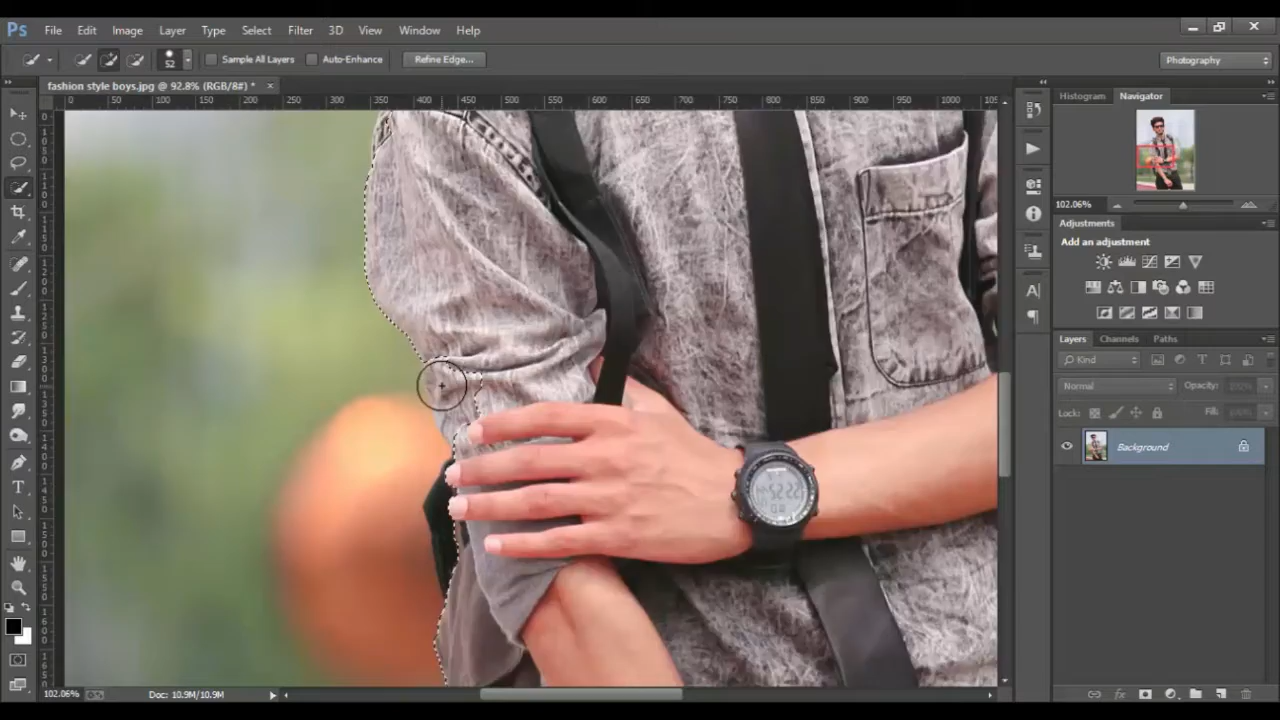 Ps File Edit Image Layer Type Select Filter 3D View Window Help
52 Sample All Layers Auto-Enhance Refine Edge... Photography
fashion style boys.jpg @ 92.8% (RGB/8#) * ×
0 50 100 150 200 250 300 350 400 450 500 550 600 650 700 750 800 850 900 950 1000 105
Histogram Navigator
102.06%
Adjustments
Add an adjustment
Layers Channels Paths
Kind
Normal Opacity: 100%
Lock: Fill: 100%
Background
102.06% Doc: 10.9M/10.9M